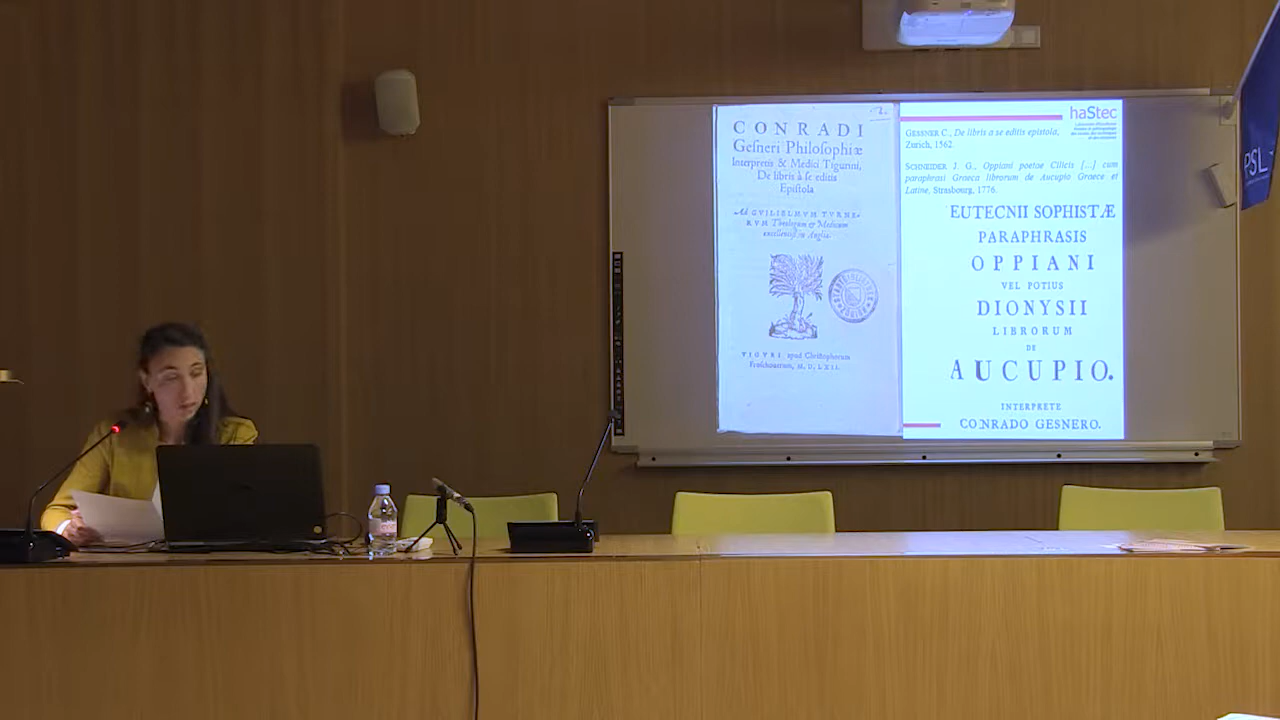 CONRADI
Gesneri Philosophiæ
Interpretis & Medici Tigurini,
De libris à se editis
Epistola
Ad GVILIELMVM TVRNE-
RVM Theologum & Medicum
excellentiss. in Anglia.
TIGVRI apud Christophorum
Froschouerum, M. D. LXII.
haStec
GESSNER C., De libris a se editis epistola,
Zurich, 1562.
SCHNEIDER J. G., Oppiani poetae Cilicis [...] cum
paraphrasi Graeca librorum de Aucupio Graece et
Latine, Strasbourg, 1776.
EUTECNII SOPHISTÆ
PARAPHRASIS
OPPIANI
VEL POTIUS
DIONYSII
LIBRORUM
DE
AUCUPIO.
INTERPRETE
CONRADO GESNERO.
PSL